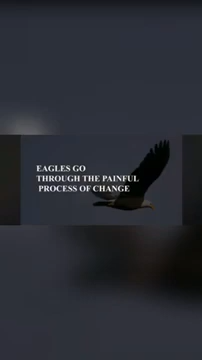 EAGLES GO
THROUGH THE PAINFUL
PROCESS OF CHANGE